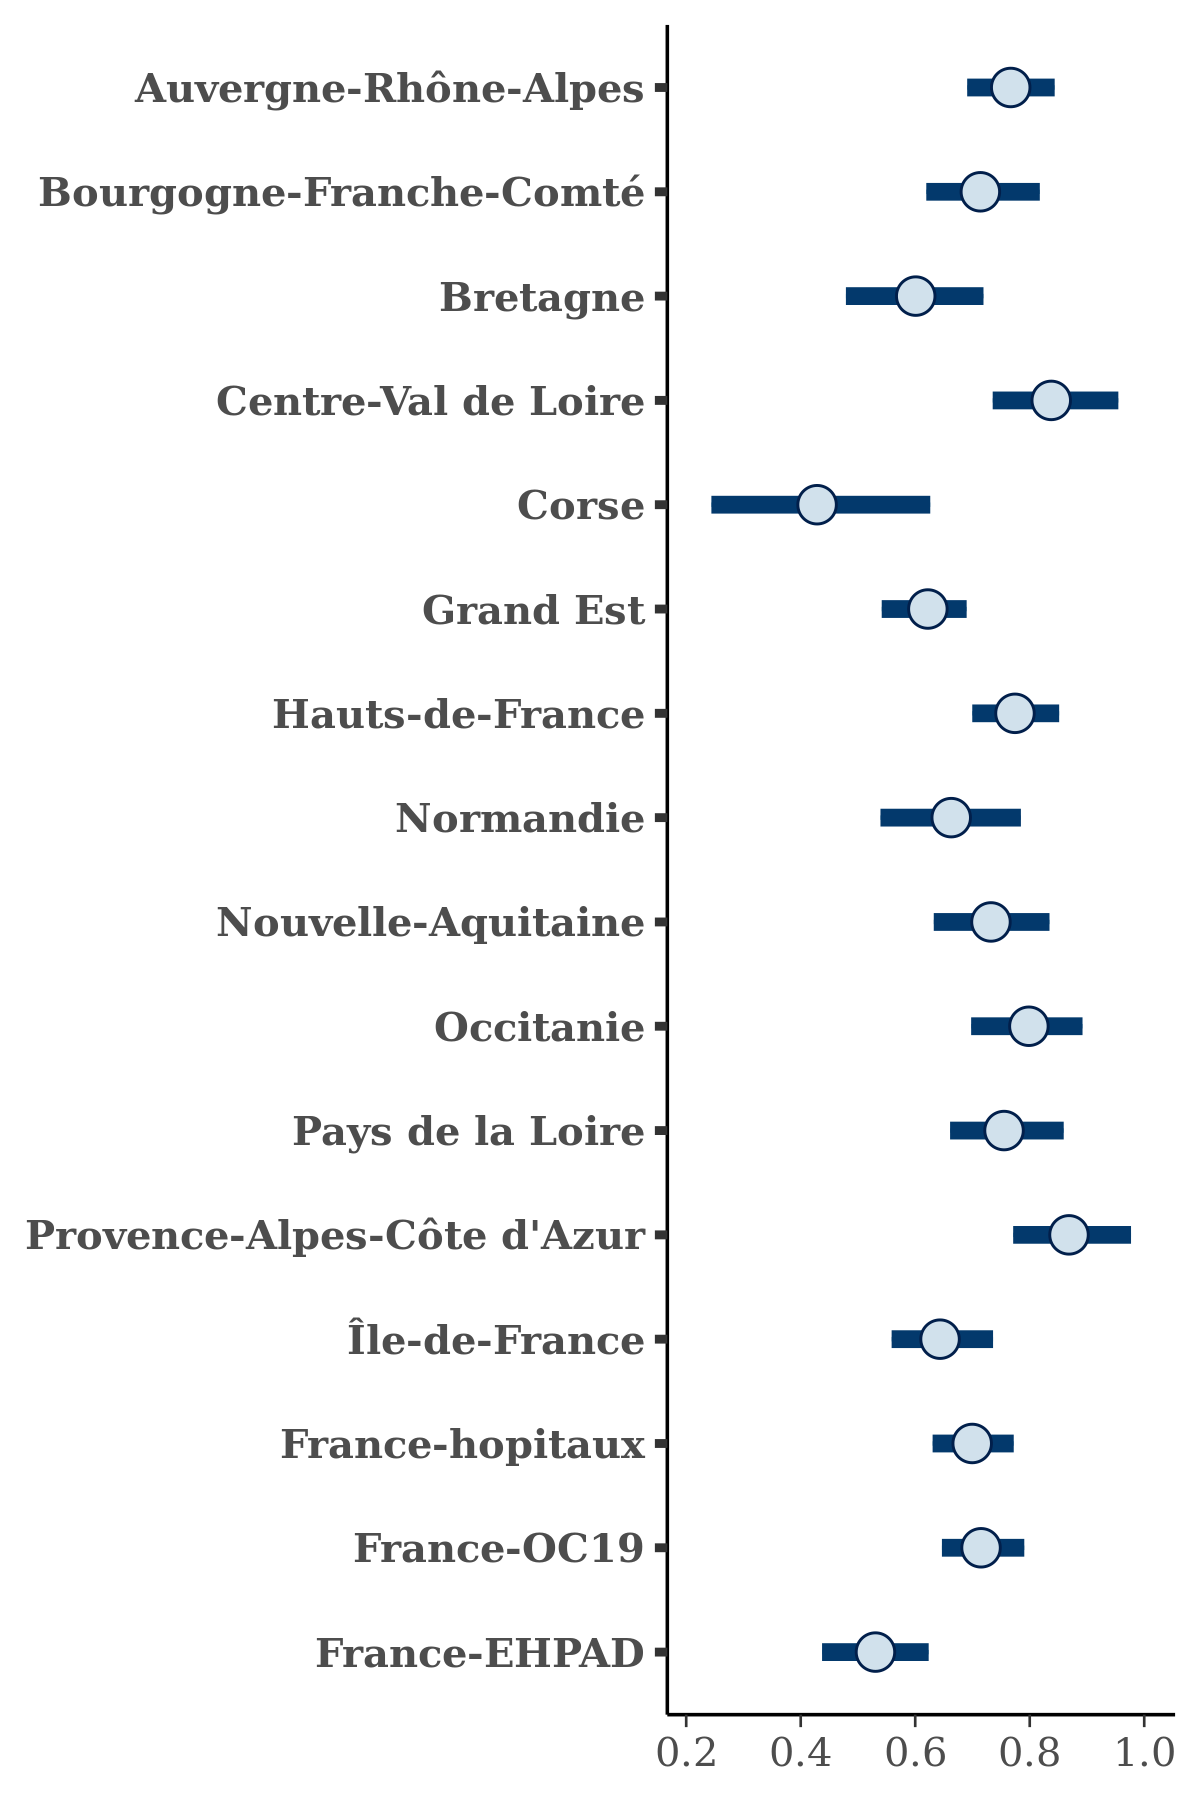 Auvergne-Rhône-Alpes
Bourgogne-Franche-Comté
Bretagne
Centre-Val de Loire
Corse
Grand Est
Hauts-de-France
Normandie
Nouvelle-Aquitaine
Occitanie
Pays de la Loire
Provence-Alpes-Côte d'Azur
Île-de-France
France-hopitaux
France-OC19
France-EHPAD
0.2 0.4 0.6 0.8 1.0